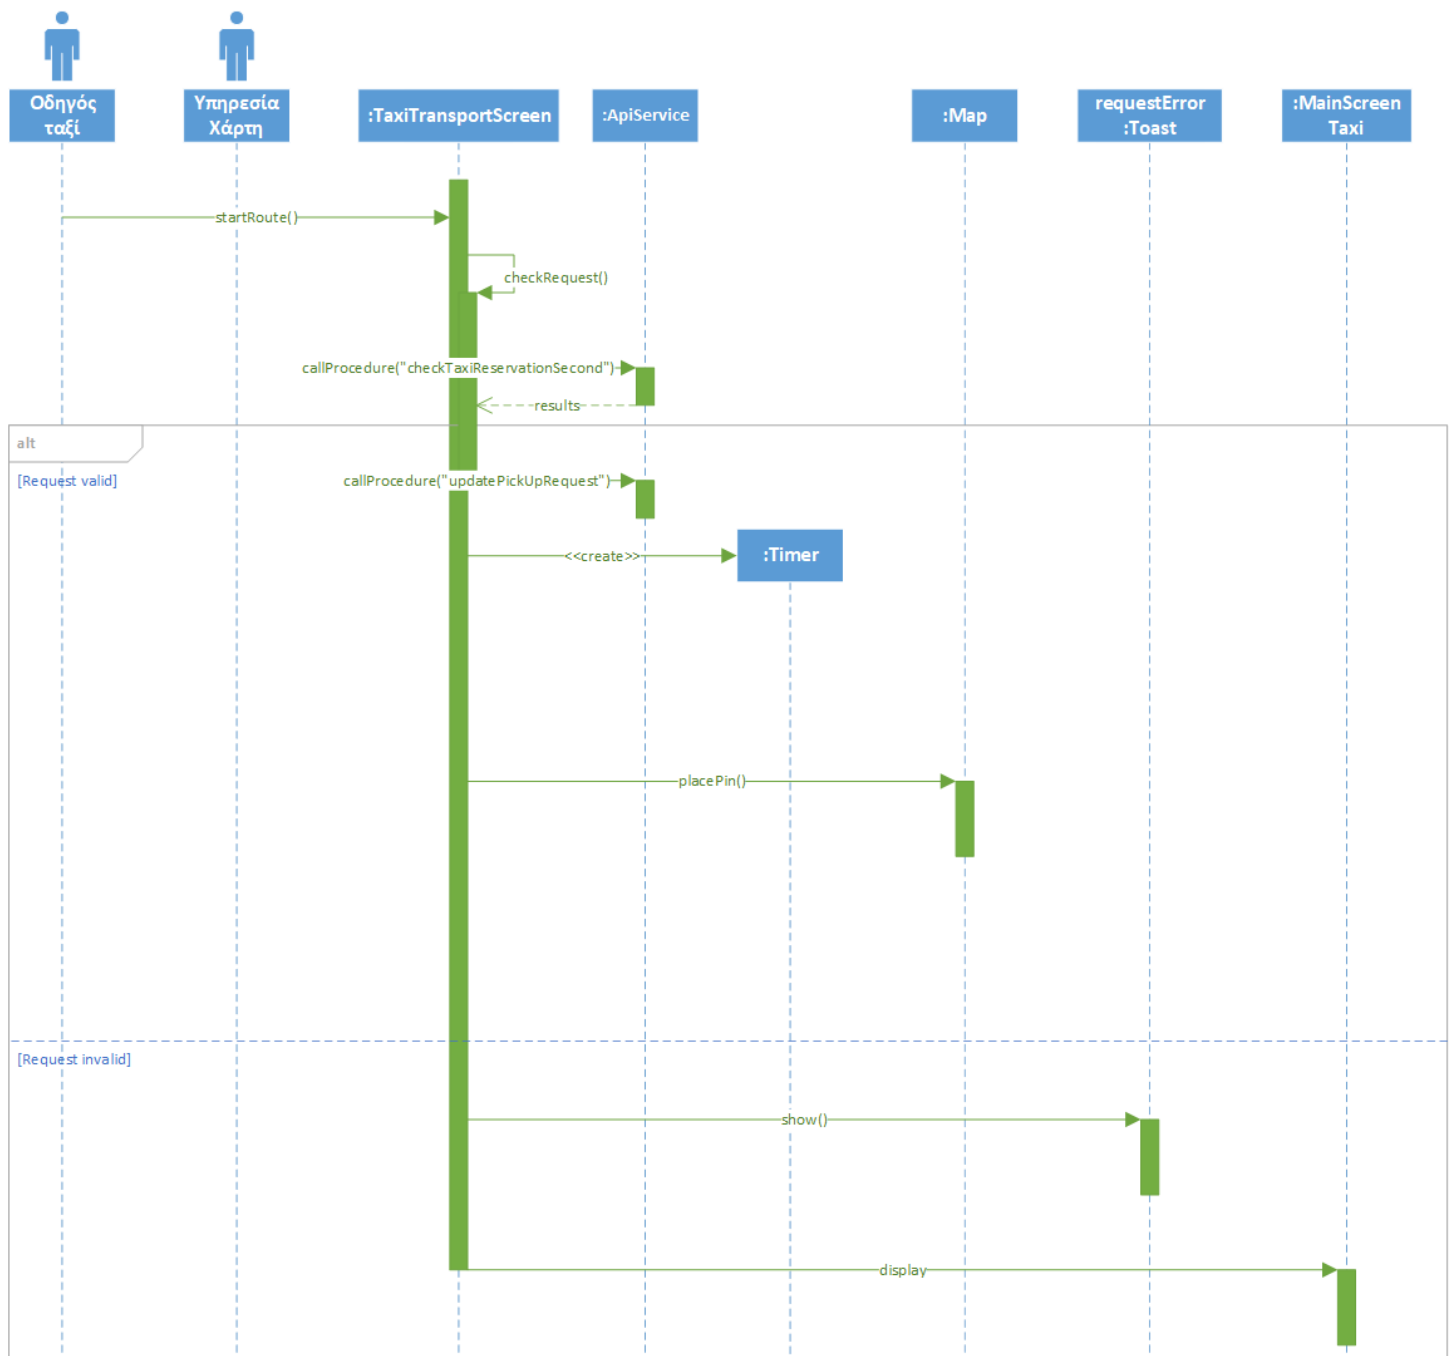 Οδηγός
ταξί
Υπηρεσία
Χάρτη
:TaxiTransportScreen
:ApiService
:Map
requestError
:Toast
:MainScreen
Taxi
startRoute()
checkRequest()
callProcedure("checkTaxiReservationSecond")
results
alt
[Request valid]
callProcedure("updatePickUpRequest")
<<create>>
:Timer
placePin()
[Request invalid]
show()
display